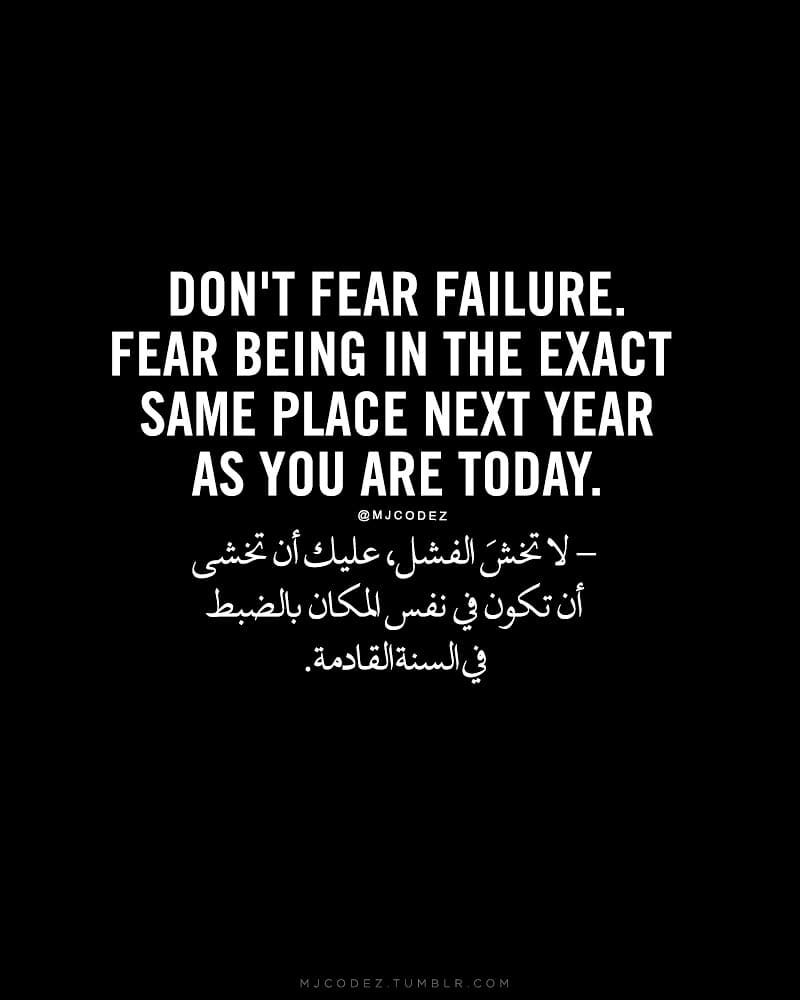 DON'T FEAR FAILURE.
FEAR BEING IN THE EXACT
SAME PLACE NEXT YEAR
AS YOU ARE TODAY.
@MJCODEZ
– لا تخشَ الفشل، عليك أن تخشى
أن تكون في نفس المكان بالضبط
في السنة القادمة.
MJCODEZ.TUMBLR.COM